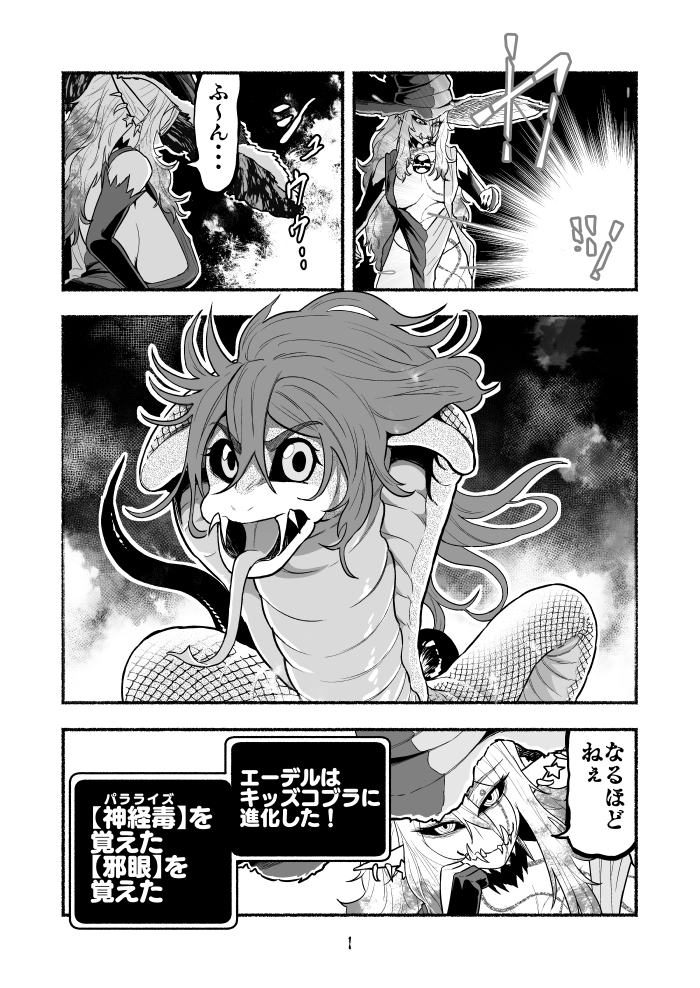 カッ
!!
ふ〜ん・・・
シュウウゥ…
なるほど
ねぇ
エーデルは
キッズコブラに
進化した!
パラライズ
【神経毒】を
覚えた
【邪眼】を
覚えた
1